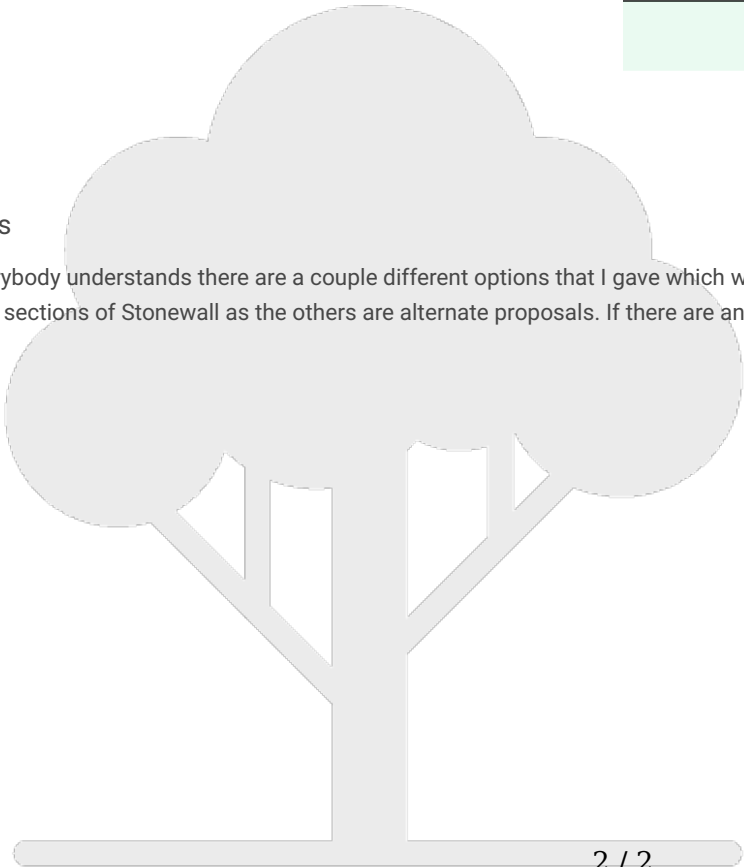 s
ybody understands there are a couple different options that I gave which w
sections of Stonewall as the others are alternate proposals. If there are an
2 / 2